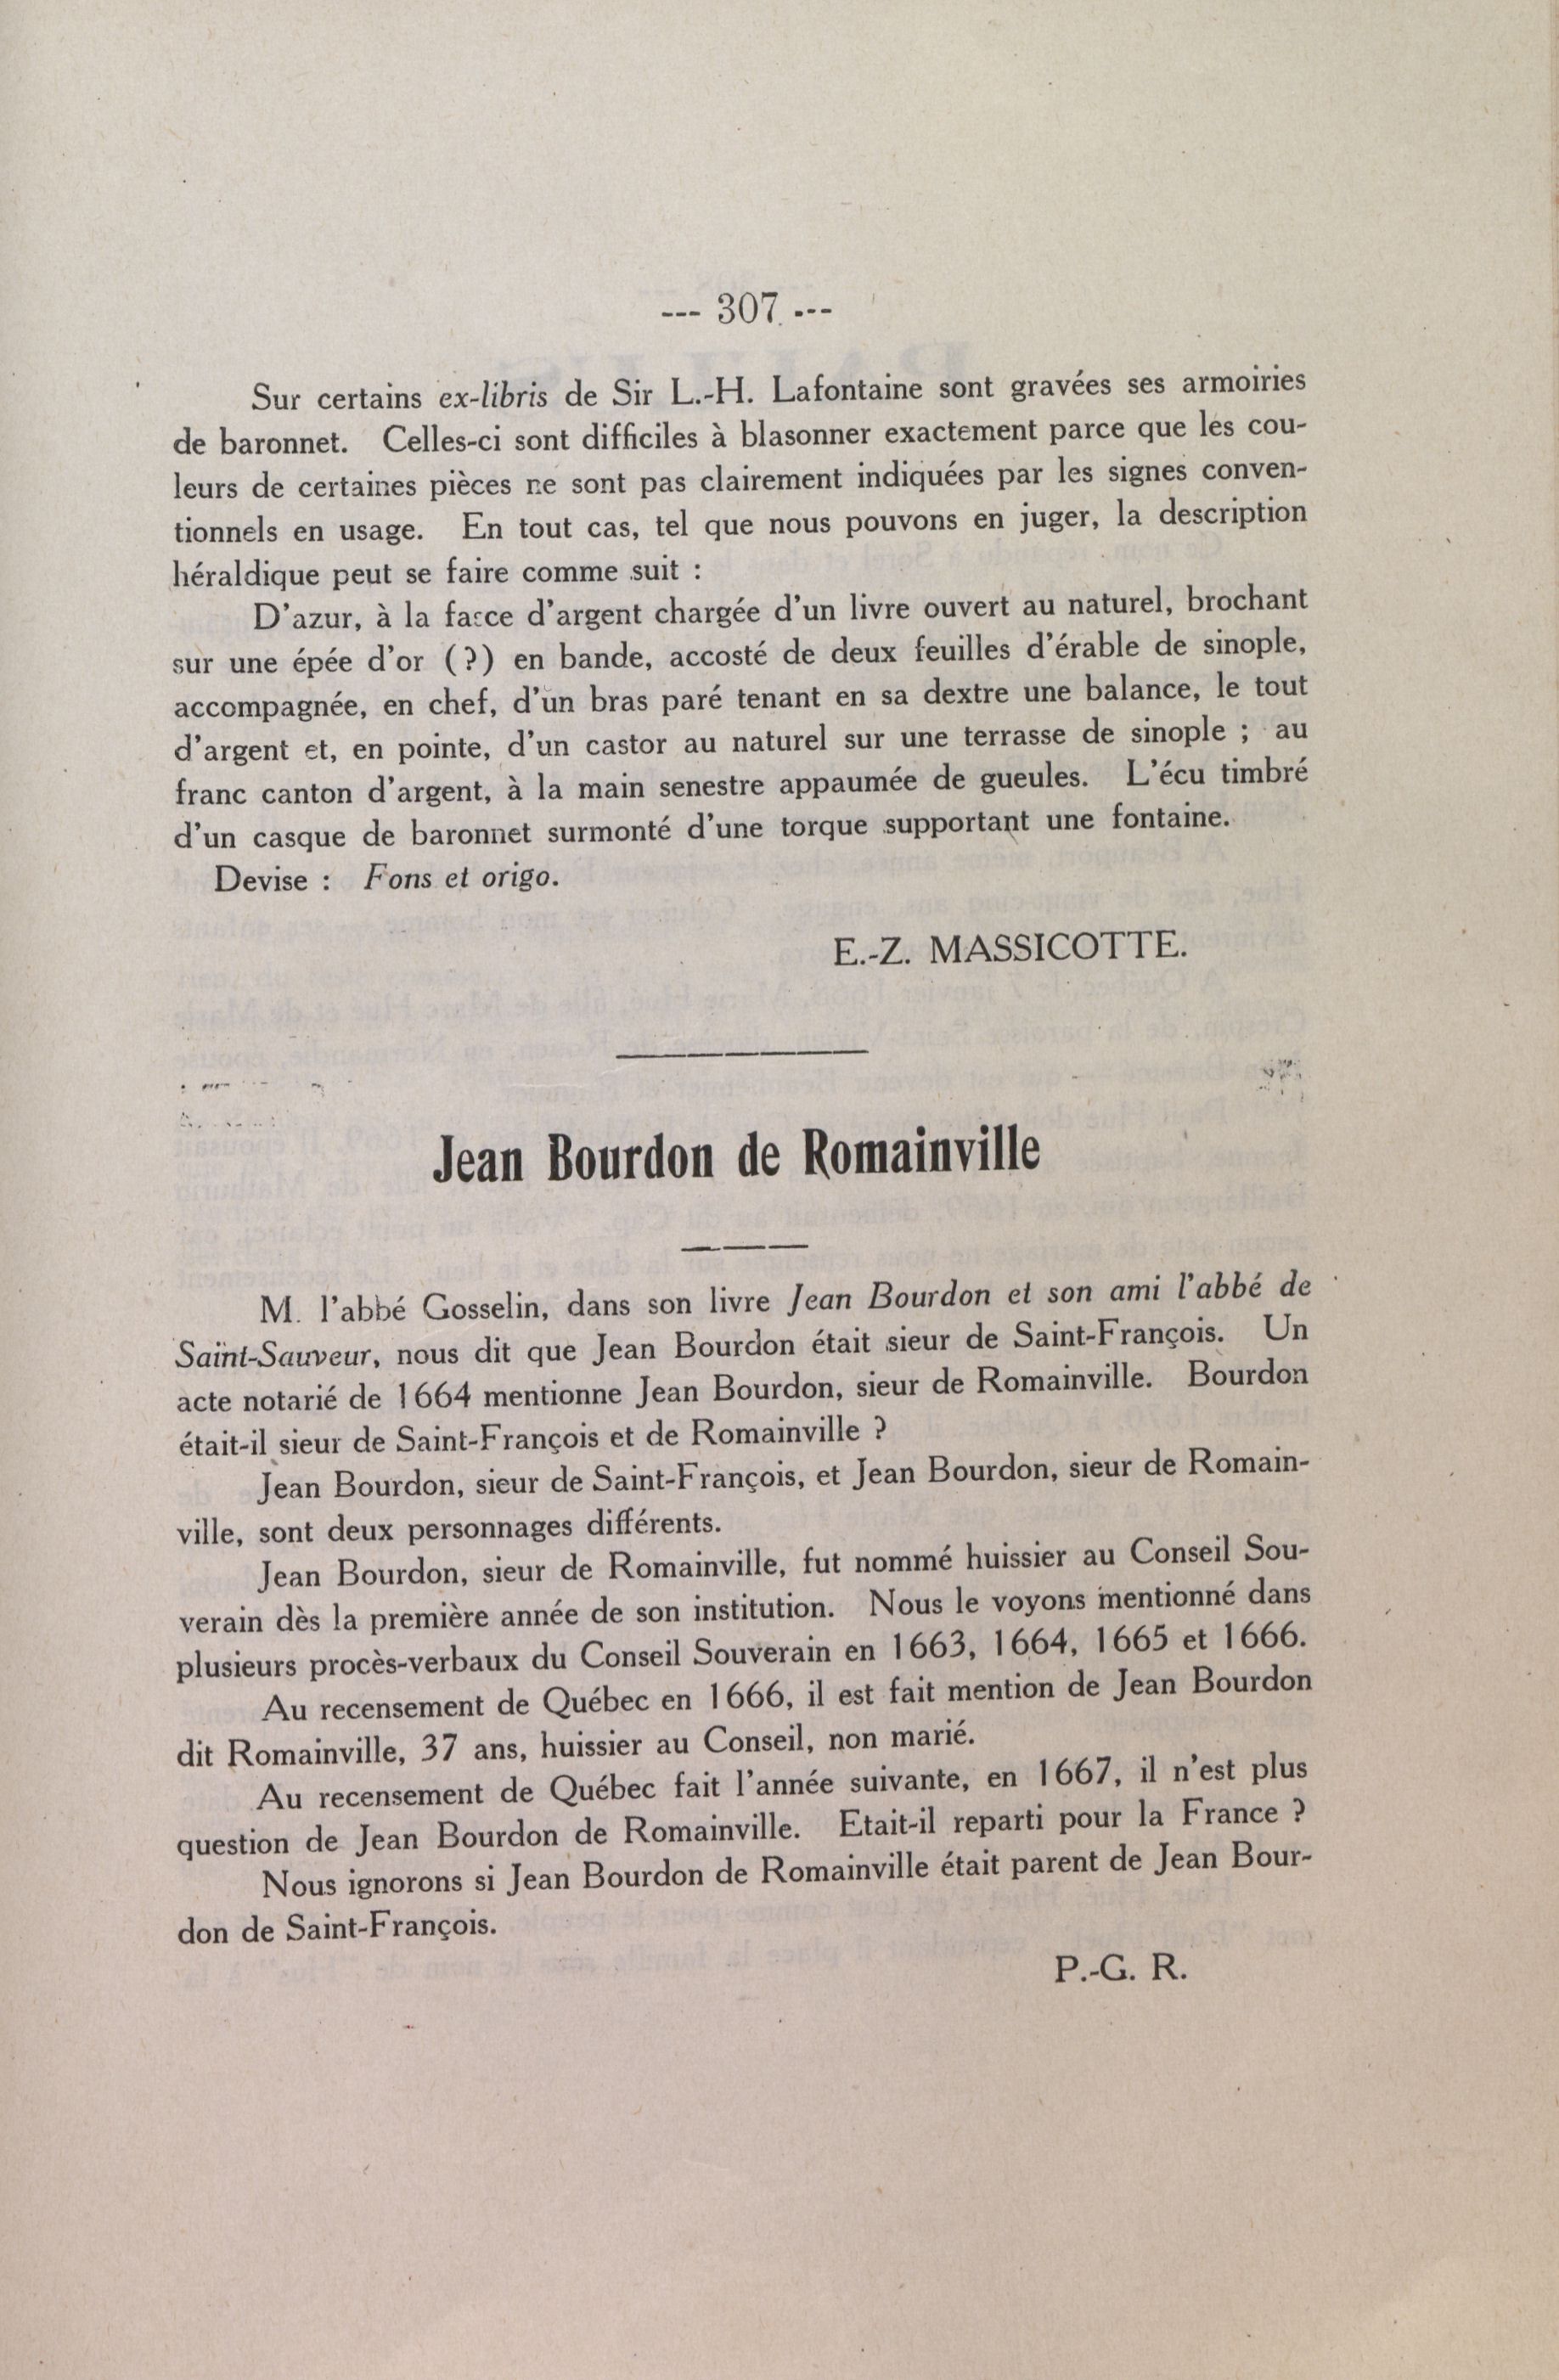 --- 307 ---
Sur certains ex-libris de Sir L.-H. Lafontaine sont gravées ses armoiries
de baronnet. Celles-ci sont difficiles à blasonner exactement parce que les cou-
leurs de certaines pièces ne sont pas clairement indiquées par les signes conven-
tionnels en usage. En tout cas, tel que nous pouvons en juger, la description
héraldique peut se faire comme suit :
D'azur, à la fasce d'argent chargée d'un livre ouvert au naturel, brochant
sur une épée d'or (?) en bande, accosté de deux feuilles d'érable de sinople,
accompagnée, en chef, d'un bras paré tenant en sa dextre une balance, le tout
d'argent et, en pointe, d'un castor au naturel sur une terrasse de sinople ; au
franc canton d'argent, à la main senestre appaumée de gueules. L'écu timbré
d'un casque de baronnet surmonté d'une torque supportant une fontaine.
Devise : Fons et origo.
E.-Z. MASSICOTTE.
Jean Bourdon de Romainville
M. l'abbé Gosselin, dans son livre Jean Bourdon et son ami l'abbé de
Saint-Sauveur, nous dit que Jean Bourdon était sieur de Saint-François. Un
acte notarié de 1664 mentionne Jean Bourdon, sieur de Romainville. Bourdon
était-il sieur de Saint-François et de Romainville ?
Jean Bourdon, sieur de Saint-François, et Jean Bourdon, sieur de Romain-
ville, sont deux personnages différents.
Jean Bourdon, sieur de Romainville, fut nommé huissier au Conseil Sou-
verain dès la première année de son institution. Nous le voyons mentionné dans
plusieurs procès-verbaux du Conseil Souverain en 1663, 1664, 1665 et 1666.
Au recensement de Québec en 1666, il est fait mention de Jean Bourdon
dit Romainville, 37 ans, huissier au Conseil, non marié.
Au recensement de Québec fait l'année suivante, en 1667, il n'est plus
question de Jean Bourdon de Romainville. Etait-il reparti pour la France ?
Nous ignorons si Jean Bourdon de Romainville était parent de Jean Bour-
don de Saint-François.
P.-G. R.